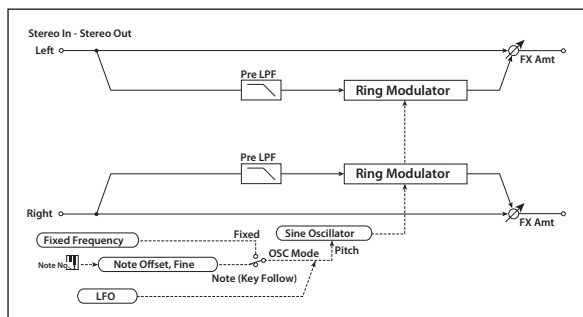 Stereo In - Stereo Out
Left
FX Amt
Pre LPF
Ring Modulator
Pre LPF
Ring Modulator
Right
FX Amt
Fixed Frequency
Fixed
Sine Oscillator
OSC Mode
Pitch
Note No.
Note Offset, Fine
Note (Key Follow)
LFO